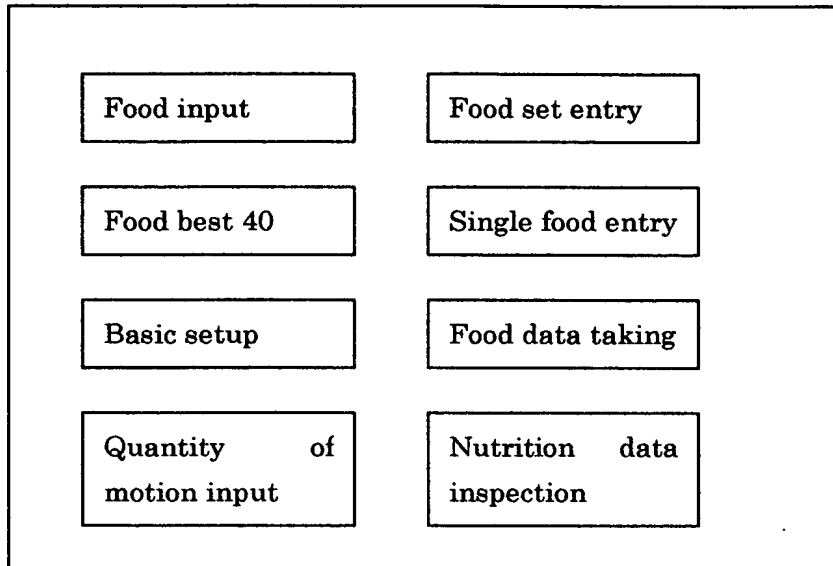 Food input
Food set entry
Food best 40
Single food entry
Basic setup
Food data taking
Quantity of
motion input
Nutrition data
inspection